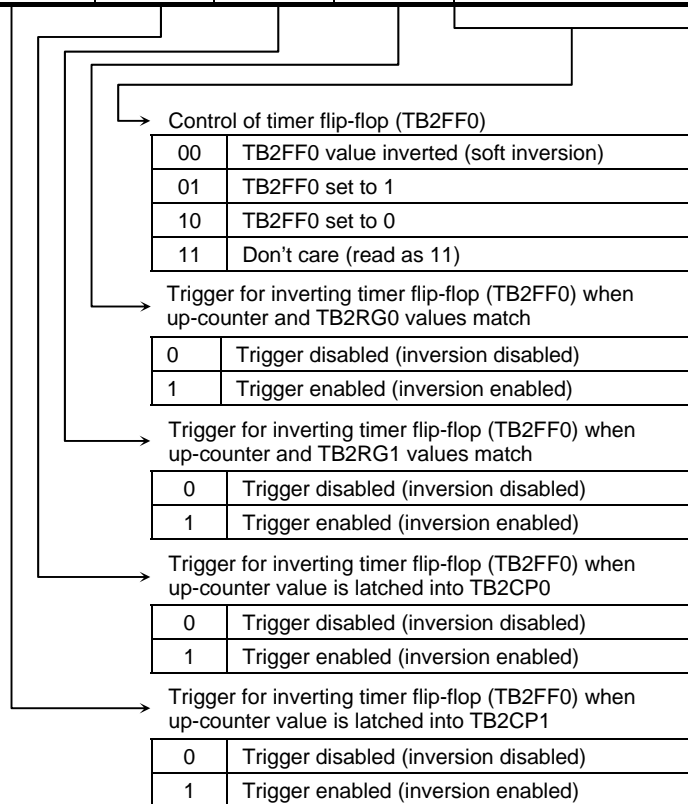 Control of timer flip-flop (TB2FF0)
00 TB2FF0 value inverted (soft inversion)
01 TB2FF0 set to 1
10 TB2FF0 set to 0
11 Don't care (read as 11)
Trigger for inverting timer flip-flop (TB2FF0) when
up-counter and TB2RG0 values match
0 Trigger disabled (inversion disabled)
1 Trigger enabled (inversion enabled)
Trigger for inverting timer flip-flop (TB2FF0) when
up-counter and TB2RG1 values match
0 Trigger disabled (inversion disabled)
1 Trigger enabled (inversion enabled)
Trigger for inverting timer flip-flop (TB2FF0) when
up-counter value is latched into TB2CP0
0 Trigger disabled (inversion disabled)
1 Trigger enabled (inversion enabled)
Trigger for inverting timer flip-flop (TB2FF0) when
up-counter value is latched into TB2CP1
0 Trigger disabled (inversion disabled)
1 Trigger enabled (inversion enabled)